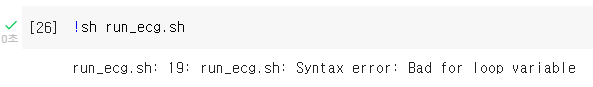 [26] !sh run_ecg.sh
0초
run_ecg.sh: 19: run_ecg.sh: Syntax error: Bad for loop variable